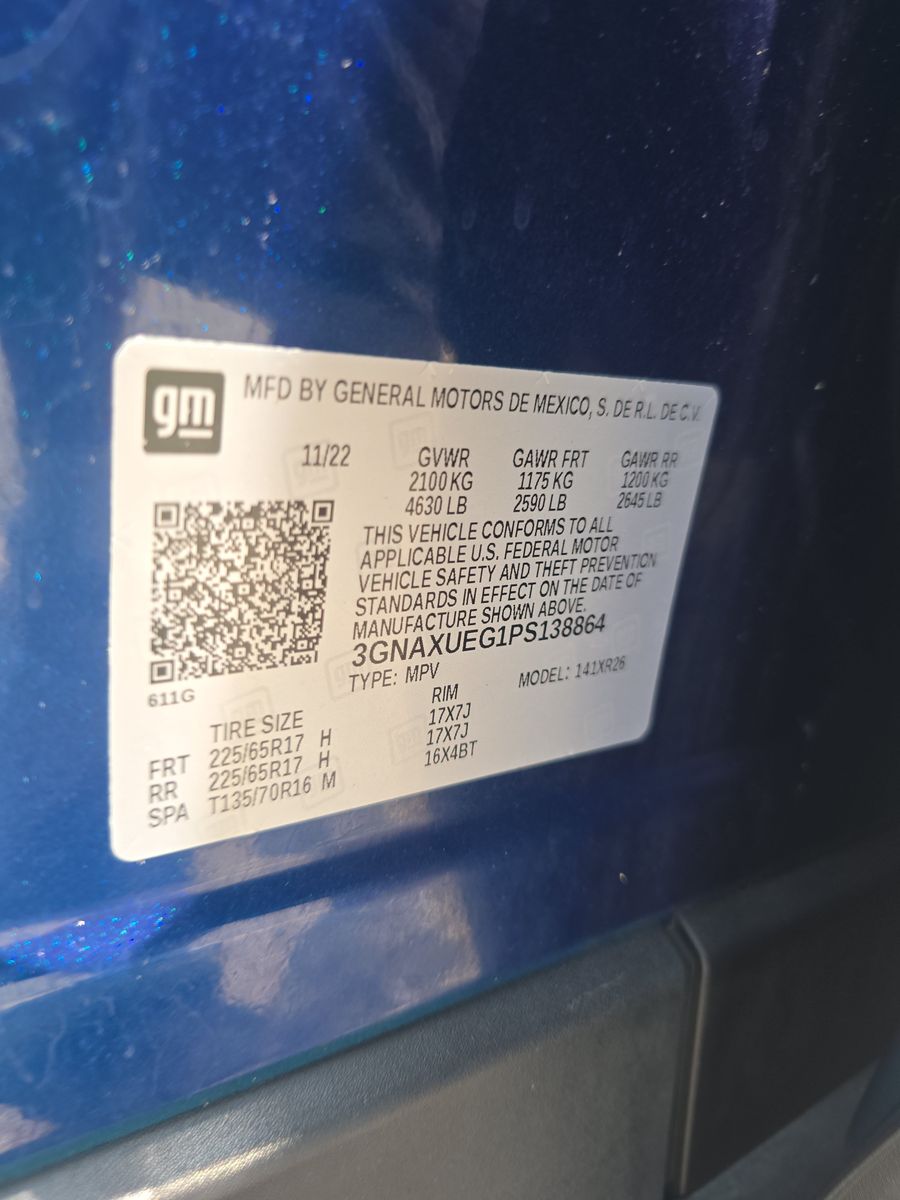 gm
MFD BY GENERAL MOTORS DE MEXICO, S. DE R.L. DE C.V.
11/22 GVWR GAWR FRT GAWR RR
2100 KG 1175 KG 1200 KG
4630 LB 2590 LB 2645 LB
THIS VEHICLE CONFORMS TO ALL
APPLICABLE U.S. FEDERAL MOTOR
VEHICLE SAFETY AND THEFT PREVENTION
STANDARDS IN EFFECT ON THE DATE OF
MANUFACTURE SHOWN ABOVE.
3GNAXUEG1PS138864
611G
TYPE: MPV MODEL: 141XR26
TIRE SIZE RIM
FRT 225/65R17 H 17X7J
RR 225/65R17 H 17X7J
SPA T135/70R16 M 16X4BT